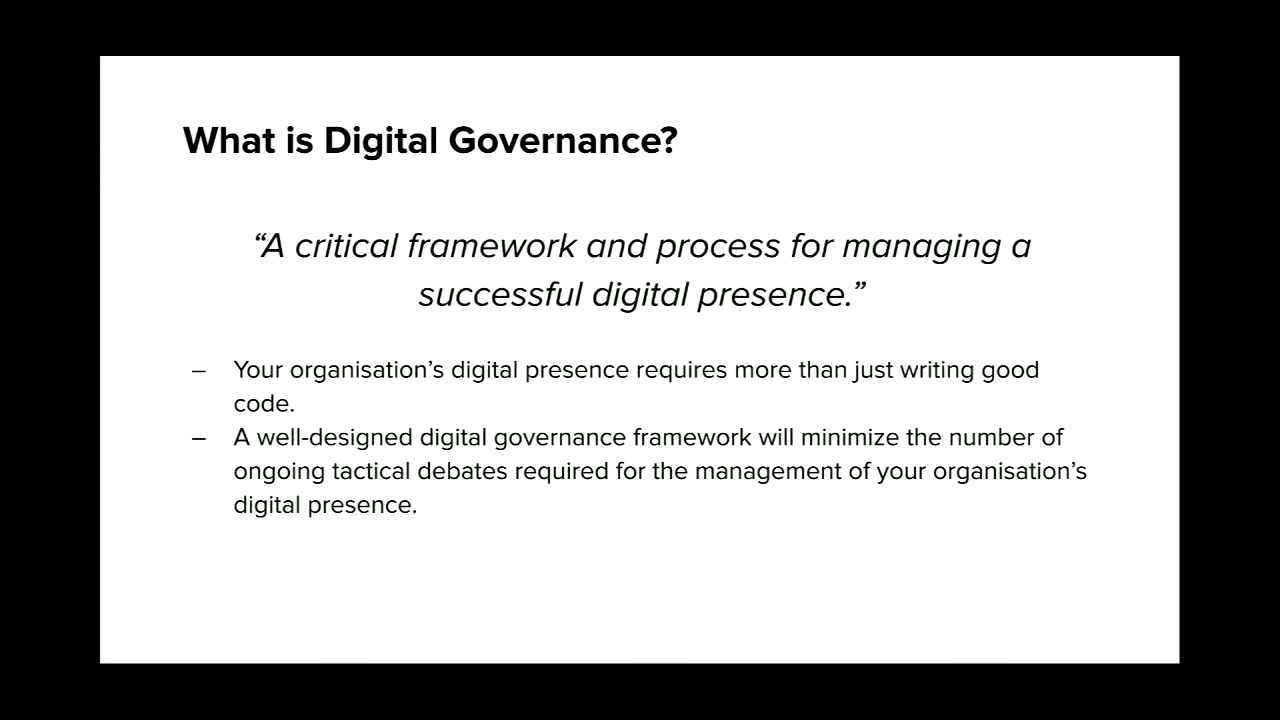 What is Digital Governance?
“A critical framework and process for managing a
successful digital presence.”
– Your organisation’s digital presence requires more than just writing good
code.
– A well-designed digital governance framework will minimize the number of
ongoing tactical debates required for the management of your organisation’s
digital presence.